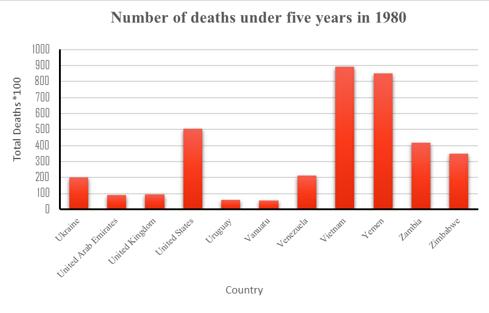 Number of deaths under five years in 1980
Total Deaths *100
1000
900
800
700
600
500
400
300
200
100
0
Ukraine
United Arab Emirates
United Kingdom
United States
Uruguay
Vanuatu
Venezuela
Vietnam
Yemen
Zambia
Zimbabwe
Country